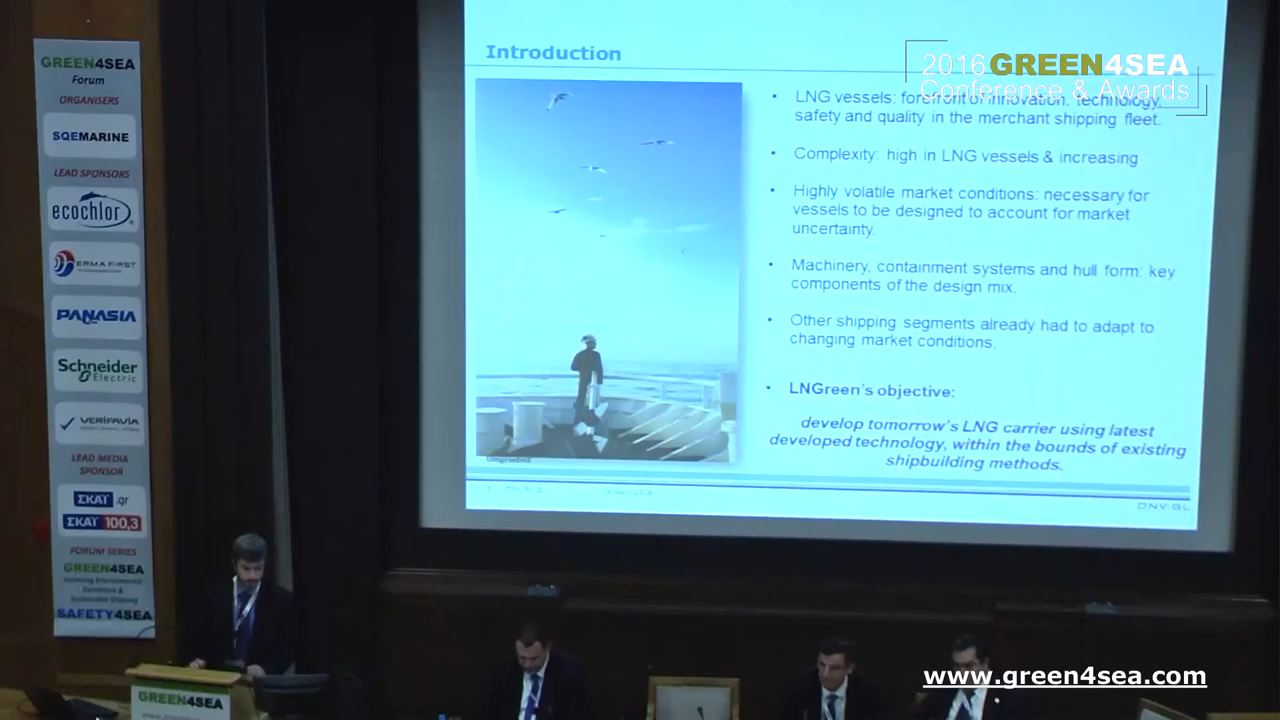 GREEN4SEA
Forum
ORGANISERS
SQEMARINE
LEAD SPONSORS
ecochlor
ERMA FIRST
PANASIA
Schneider
Electric
VERIFAVIA
LEAD MEDIA
SPONSOR
ΣΚΑΪ.gr
ΣΚΑΪ 100,3
FORUM SERIES
GREEN4SEA
Excellence &
Sustainable Shipping
SAFETY4SEA
GREEN4SEA
Introduction
• LNG vessels: forefront of innovation, technology,
safety and quality in the merchant shipping fleet.
• Complexity: high in LNG vessels & increasing
• Highly volatile market conditions: necessary for
vessels to be designed to account for market
uncertainty.
• Machinery, containment systems and hull form: key
components of the design mix.
• Other shipping segments already had to adapt to
changing market conditions.
• LNGreen's objective:
develop tomorrow's LNG carrier using latest
developed technology, within the bounds of existing
shipbuilding methods.
Ungraded
DNV GL
2016 GREEN4SEA
Conference & Awards
www.green4sea.com